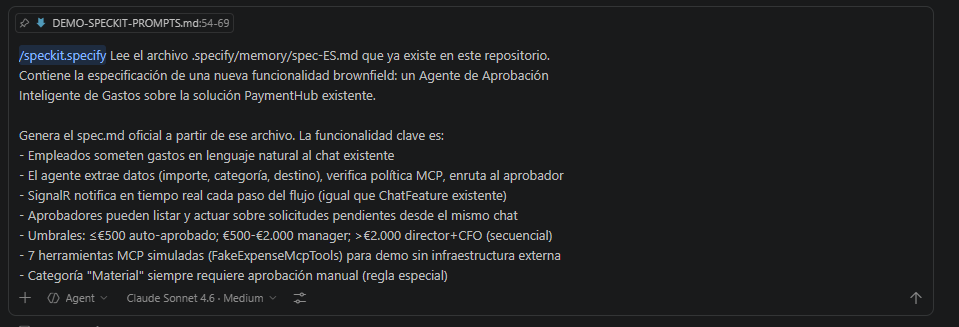 DEMO-SPECKIT-PROMPTS.md:54-69
/speckit.specify Lee el archivo .specify/memory/spec-ES.md que ya existe en este repositorio.
Contiene la especificación de una nueva funcionalidad brownfield: un Agente de Aprobación
Inteligente de Gastos sobre la solución PaymentHub existente.
Genera el spec.md oficial a partir de ese archivo. La funcionalidad clave es:
- Empleados someten gastos en lenguaje natural al chat existente
- El agente extrae datos (importe, categoría, destino), verifica política MCP, enruta al aprobador
- SignalR notifica en tiempo real cada paso del flujo (igual que ChatFeature existente)
- Aprobadores pueden listar y actuar sobre solicitudes pendientes desde el mismo chat
- Umbrales: ≤€500 auto-aprobado; €500-€2.000 manager; >€2.000 director+CFO (secuencial)
- 7 herramientas MCP simuladas (FakeExpenseMcpTools) para demo sin infraestructura externa
- Categoría "Material" siempre requiere aprobación manual (regla especial)
Agent Claude Sonnet 4.6 · Medium